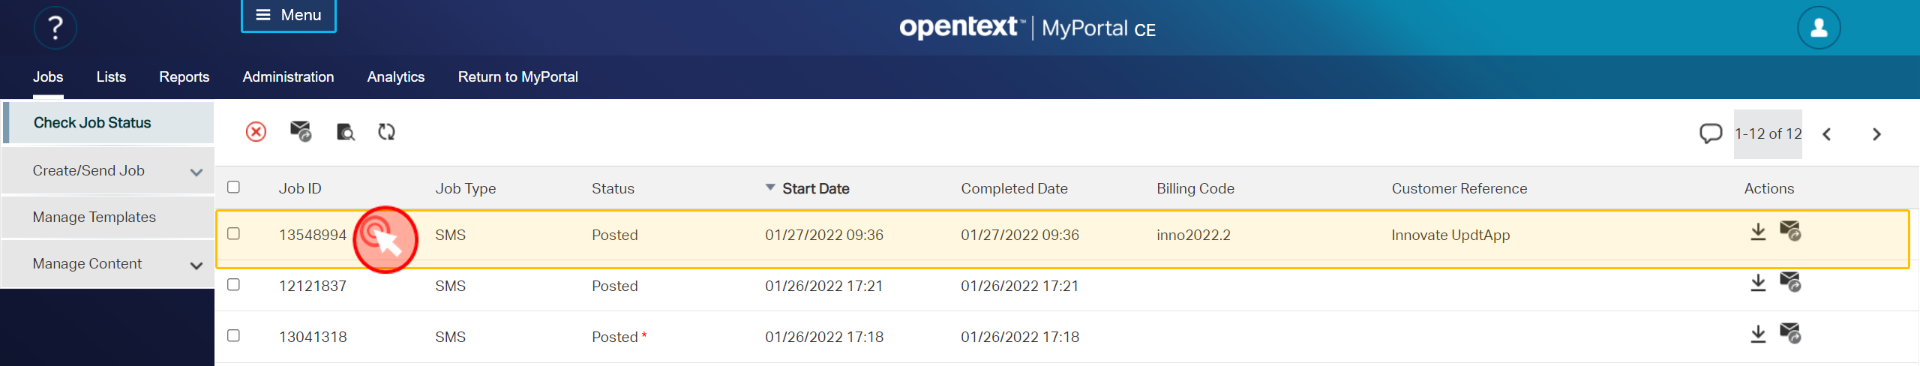 ? Menu opentext™ | MyPortal CE
Jobs Lists Reports Administration Analytics Return to MyPortal
Check Job Status
1-12 of 12
Create/Send Job
Manage Templates
Manage Content
Job ID Job Type Status Start Date Completed Date Billing Code Customer Reference Actions
13548994 SMS Posted 01/27/2022 09:36 01/27/2022 09:36 inno2022.2 Innovate UpdtApp
12121837 SMS Posted 01/26/2022 17:21 01/26/2022 17:21
13041318 SMS Posted * 01/26/2022 17:18 01/26/2022 17:18